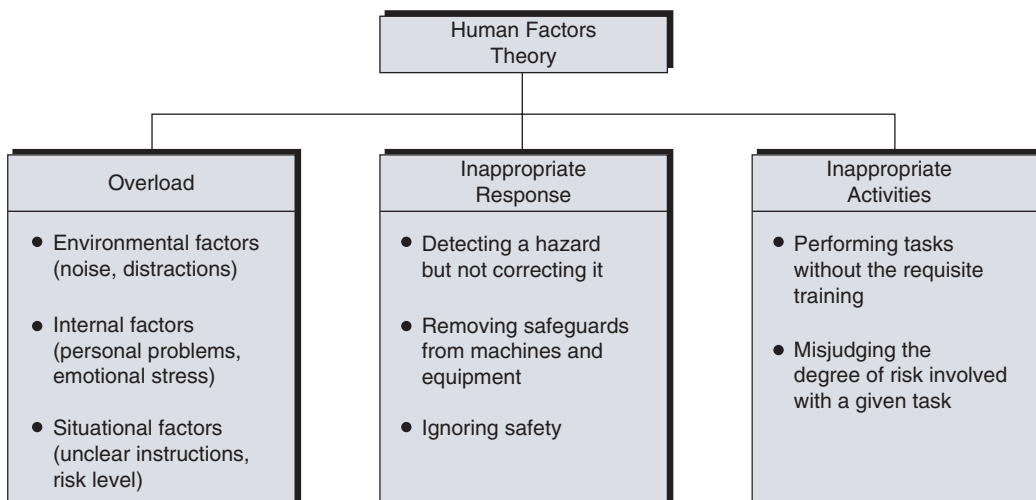 Human Factors
Theory
Overload
● Environmental factors
(noise, distractions)
● Internal factors
(personal problems,
emotional stress)
● Situational factors
(unclear instructions,
risk level)
Inappropriate
Response
● Detecting a hazard
but not correcting it
● Removing safeguards
from machines and
equipment
● Ignoring safety
Inappropriate
Activities
● Performing tasks
without the requisite
training
● Misjudging the
degree of risk involved
with a given task